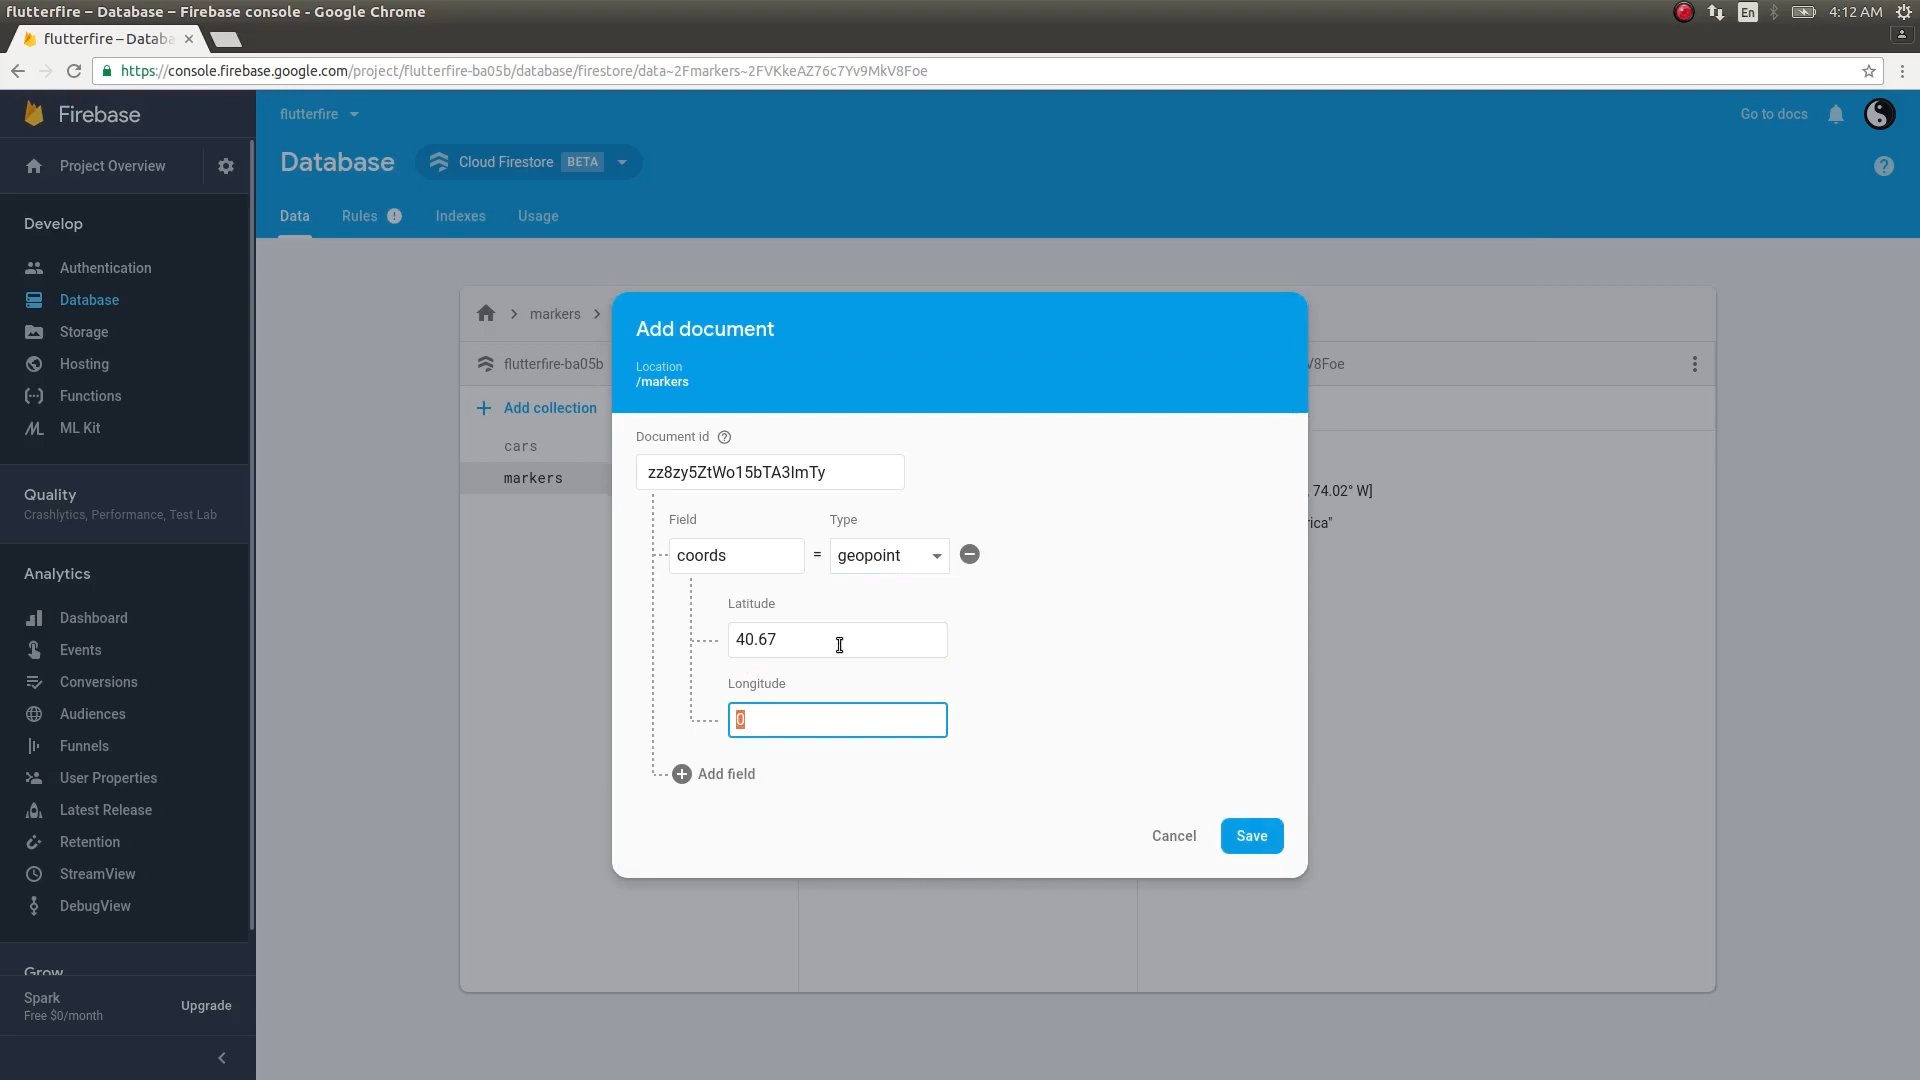 flutterfire – Database – Firebase console - Google Chrome
En
4:12 AM
flutterfire – Databa
https://console.firebase.google.com/project/flutterfire-ba05b/database/firestore/data~2Fmarkers~2FVKkeAZ76c7Yv9MkV8Foe
Firebase
flutterfire
Go to docs
Project Overview
Database
Cloud Firestore
BETA
Data
Rules
Indexes
Usage
Develop
Authentication
Database
Storage
Hosting
Functions
ML Kit
Quality
Crashlytics, Performance, Test Lab
Analytics
Dashboard
Events
Conversions
Audiences
Funnels
User Properties
Latest Release
Retention
StreamView
DebugView
Grow
Spark
Free $0/month
Upgrade
markers
flutterfire-ba05b
V8Foe
Add collection
cars
markers
, 74.02° W]
rica"
Add document
Location
/markers
Document id
zz8zy5ZtWo15bTA3ImTy
Field
Type
coords
=
geopoint
Latitude
40.67
Longitude
0
Add field
Cancel
Save